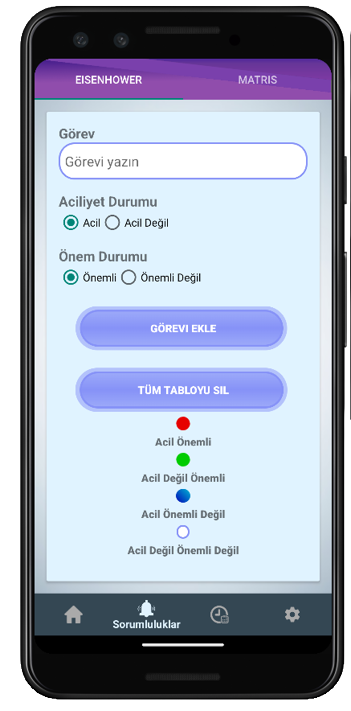 EISENHOWER MATRIS
Görev
Görevi yazın
Aciliyet Durumu
Acil Acil Değil
Önem Durumu
Önemli Önemli Değil
GÖREVI EKLE
TÜM TABLOYU SIL
Acil Önemli
Acil Değil Önemli
Acil Önemli Değil
Acil Değil Önemli Değil
Sorumluluklar